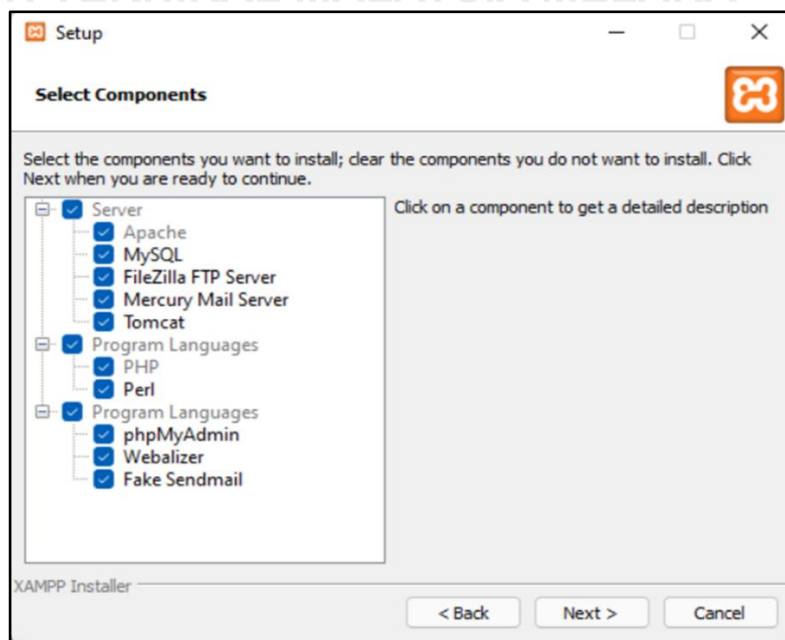 Setup
Select Components
Select the components you want to install; clear the components you do not want to install. Click
Next when you are ready to continue.
Server
Apache
MySQL
FileZilla FTP Server
Mercury Mail Server
Tomcat
Program Languages
PHP
Perl
Program Languages
phpMyAdmin
Webalizer
Fake Sendmail
Click on a component to get a detailed description
XAMPP Installer
< Back
Next >
Cancel